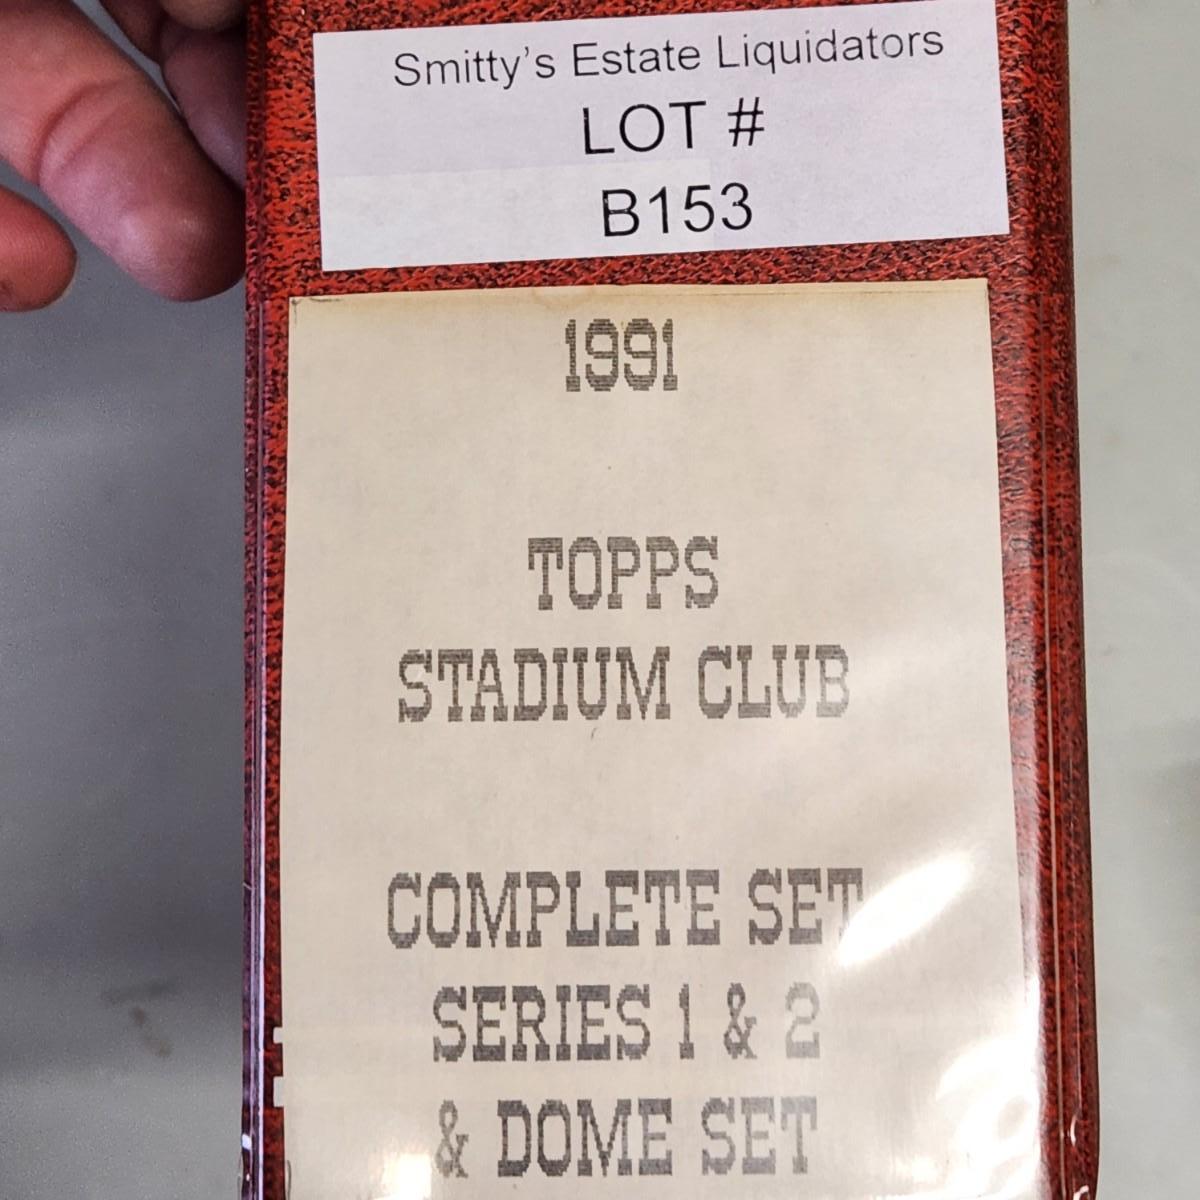 Smitty's Estate Liquidators
LOT #
B153
1991
TOPPS
STADIUM CLUB
COMPLETE SET
SERIES 1 & 2
& DOME SET